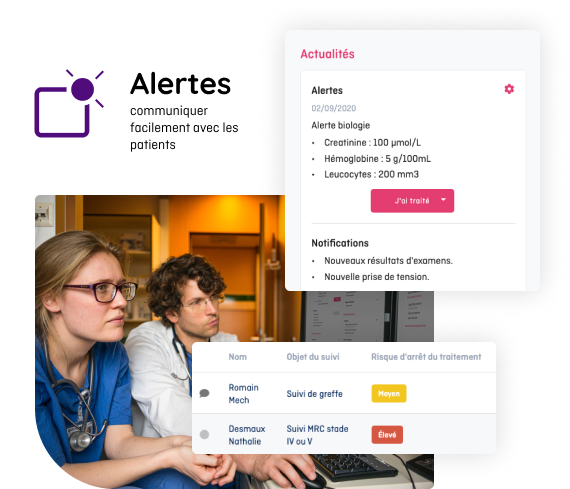 Alertes
communiquer
facilement avec les
patients
Actualités
Alertes
02/09/2020
Alerte biologie
• Creatinine : 100 µmol/L
• Hémoglobine : 5 g/100mL
• Leucocytes : 200 mm3
J'ai traité
Notifications
• Nouveaux résultats d'examens.
• Nouvelle prise de tension.
Nom Objet du suivi Risque d'arrêt du traitement
Romain
Mech
Suivi de greffe
Moyen
Desmaux
Nathalie
Suivi MRC stade
IV ou V
Élevé